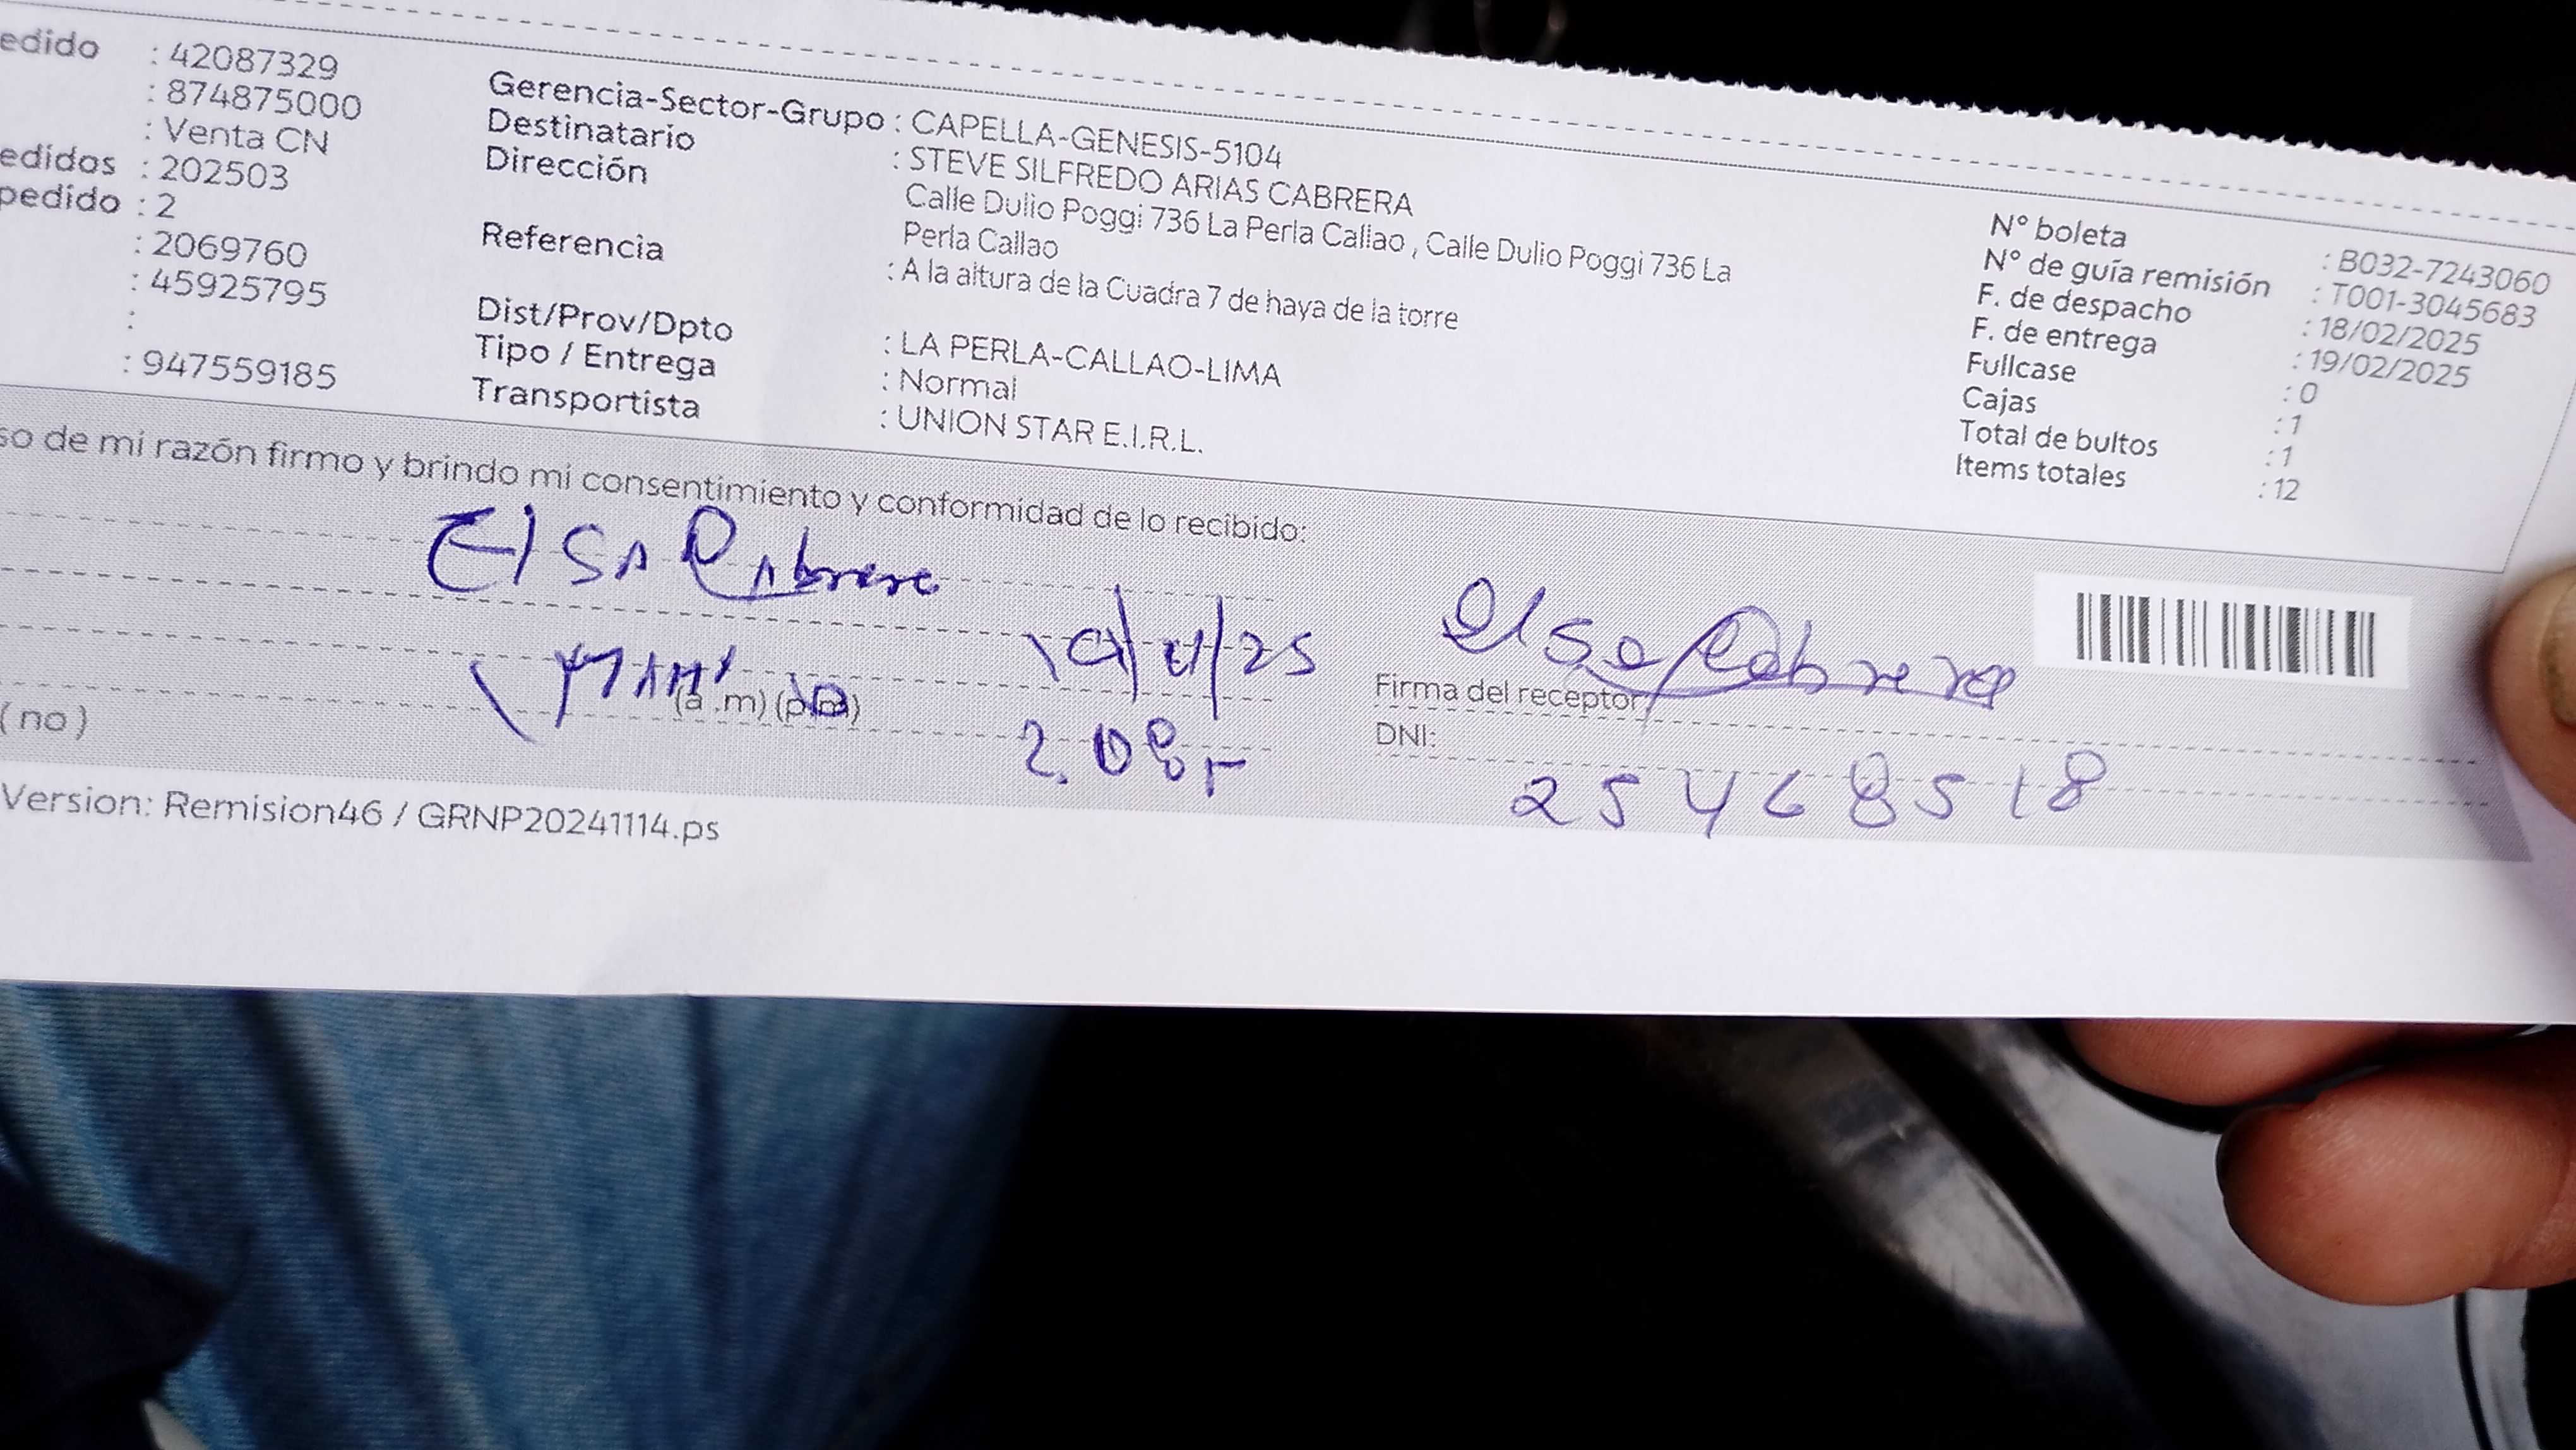 edido : 42087329
: 874875000
: Venta CN
edidos : 202503
pedido : 2
: 2069760
: 45925795
:
: 947559185
Gerencia-Sector-Grupo : CAPELLA-GENESIS-5104
Destinatario : STEVE SILFREDO ARIAS CABRERA
Dirección : Calle Dulio Poggi 736 La Perla Callao , Calle Dulio Poggi 736 La
Perla Callao
Referencia : A la altura de la Cuadra 7 de haya de la torre
Dist/Prov/Dpto : LA PERLA-CALLAO-LIMA
Tipo / Entrega : Normal
Transportista : UNION STAR E.I.R.L.
N° boleta : B032-7243060
N° de guía remisión : T001-3045683
F. de despacho : 18/02/2025
F. de entrega : 19/02/2025
Fullcase : 0
Cajas : 1
Total de bultos : 1
Items totales : 12
so de mi razón firmo y brindo mi consentimiento y conformidad de lo recibido:
Elsa Cabrera
(a .m) (p.m)
2.08
(no)
Elsa Cabrera
Firma del receptor
DNI:
25468518
Version: Remision46 / GRNP20241114.ps